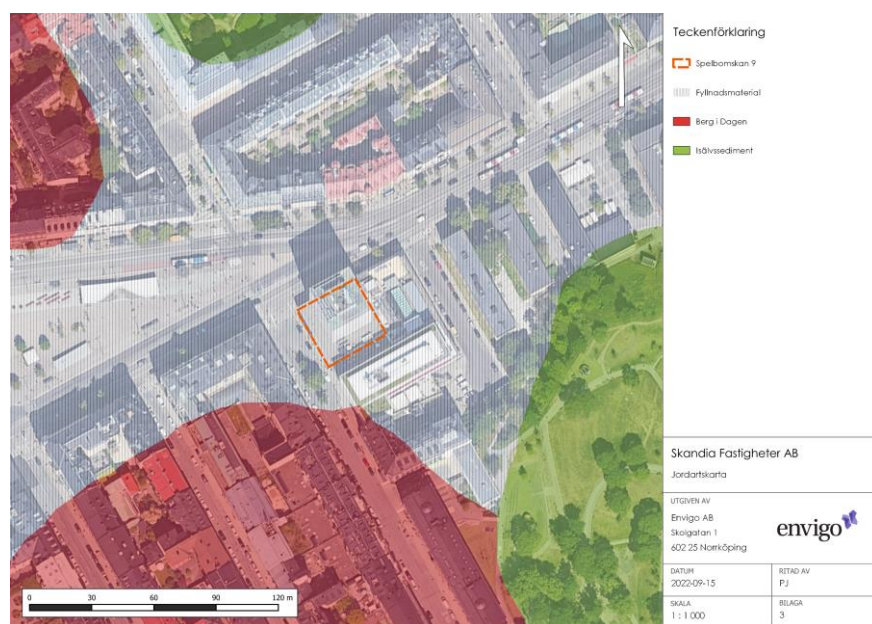 Teckenförklaring
Spelbomskan 9
Fyllnadsmaterial
Berg i Dagen
Isälvssediment
Skandia Fastigheter AB
Jordartskarta
UTGIVEN AV
Envigo AB
Skolgatan 1
602 25 Norrköping
envigo
DATUM
2022-09-15
RITAD AV
PJ
SKALA
1 : 1 000
BILAGA
3
0 30 60 90 120 m